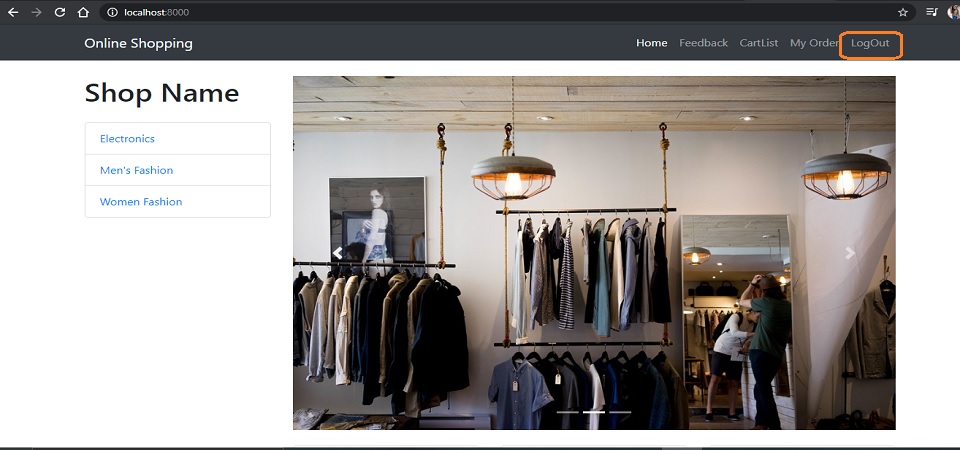 localhost:8000
Online Shopping Home Feedback CartList My Order LogOut
Shop Name
Electronics
Men's Fashion
Women Fashion